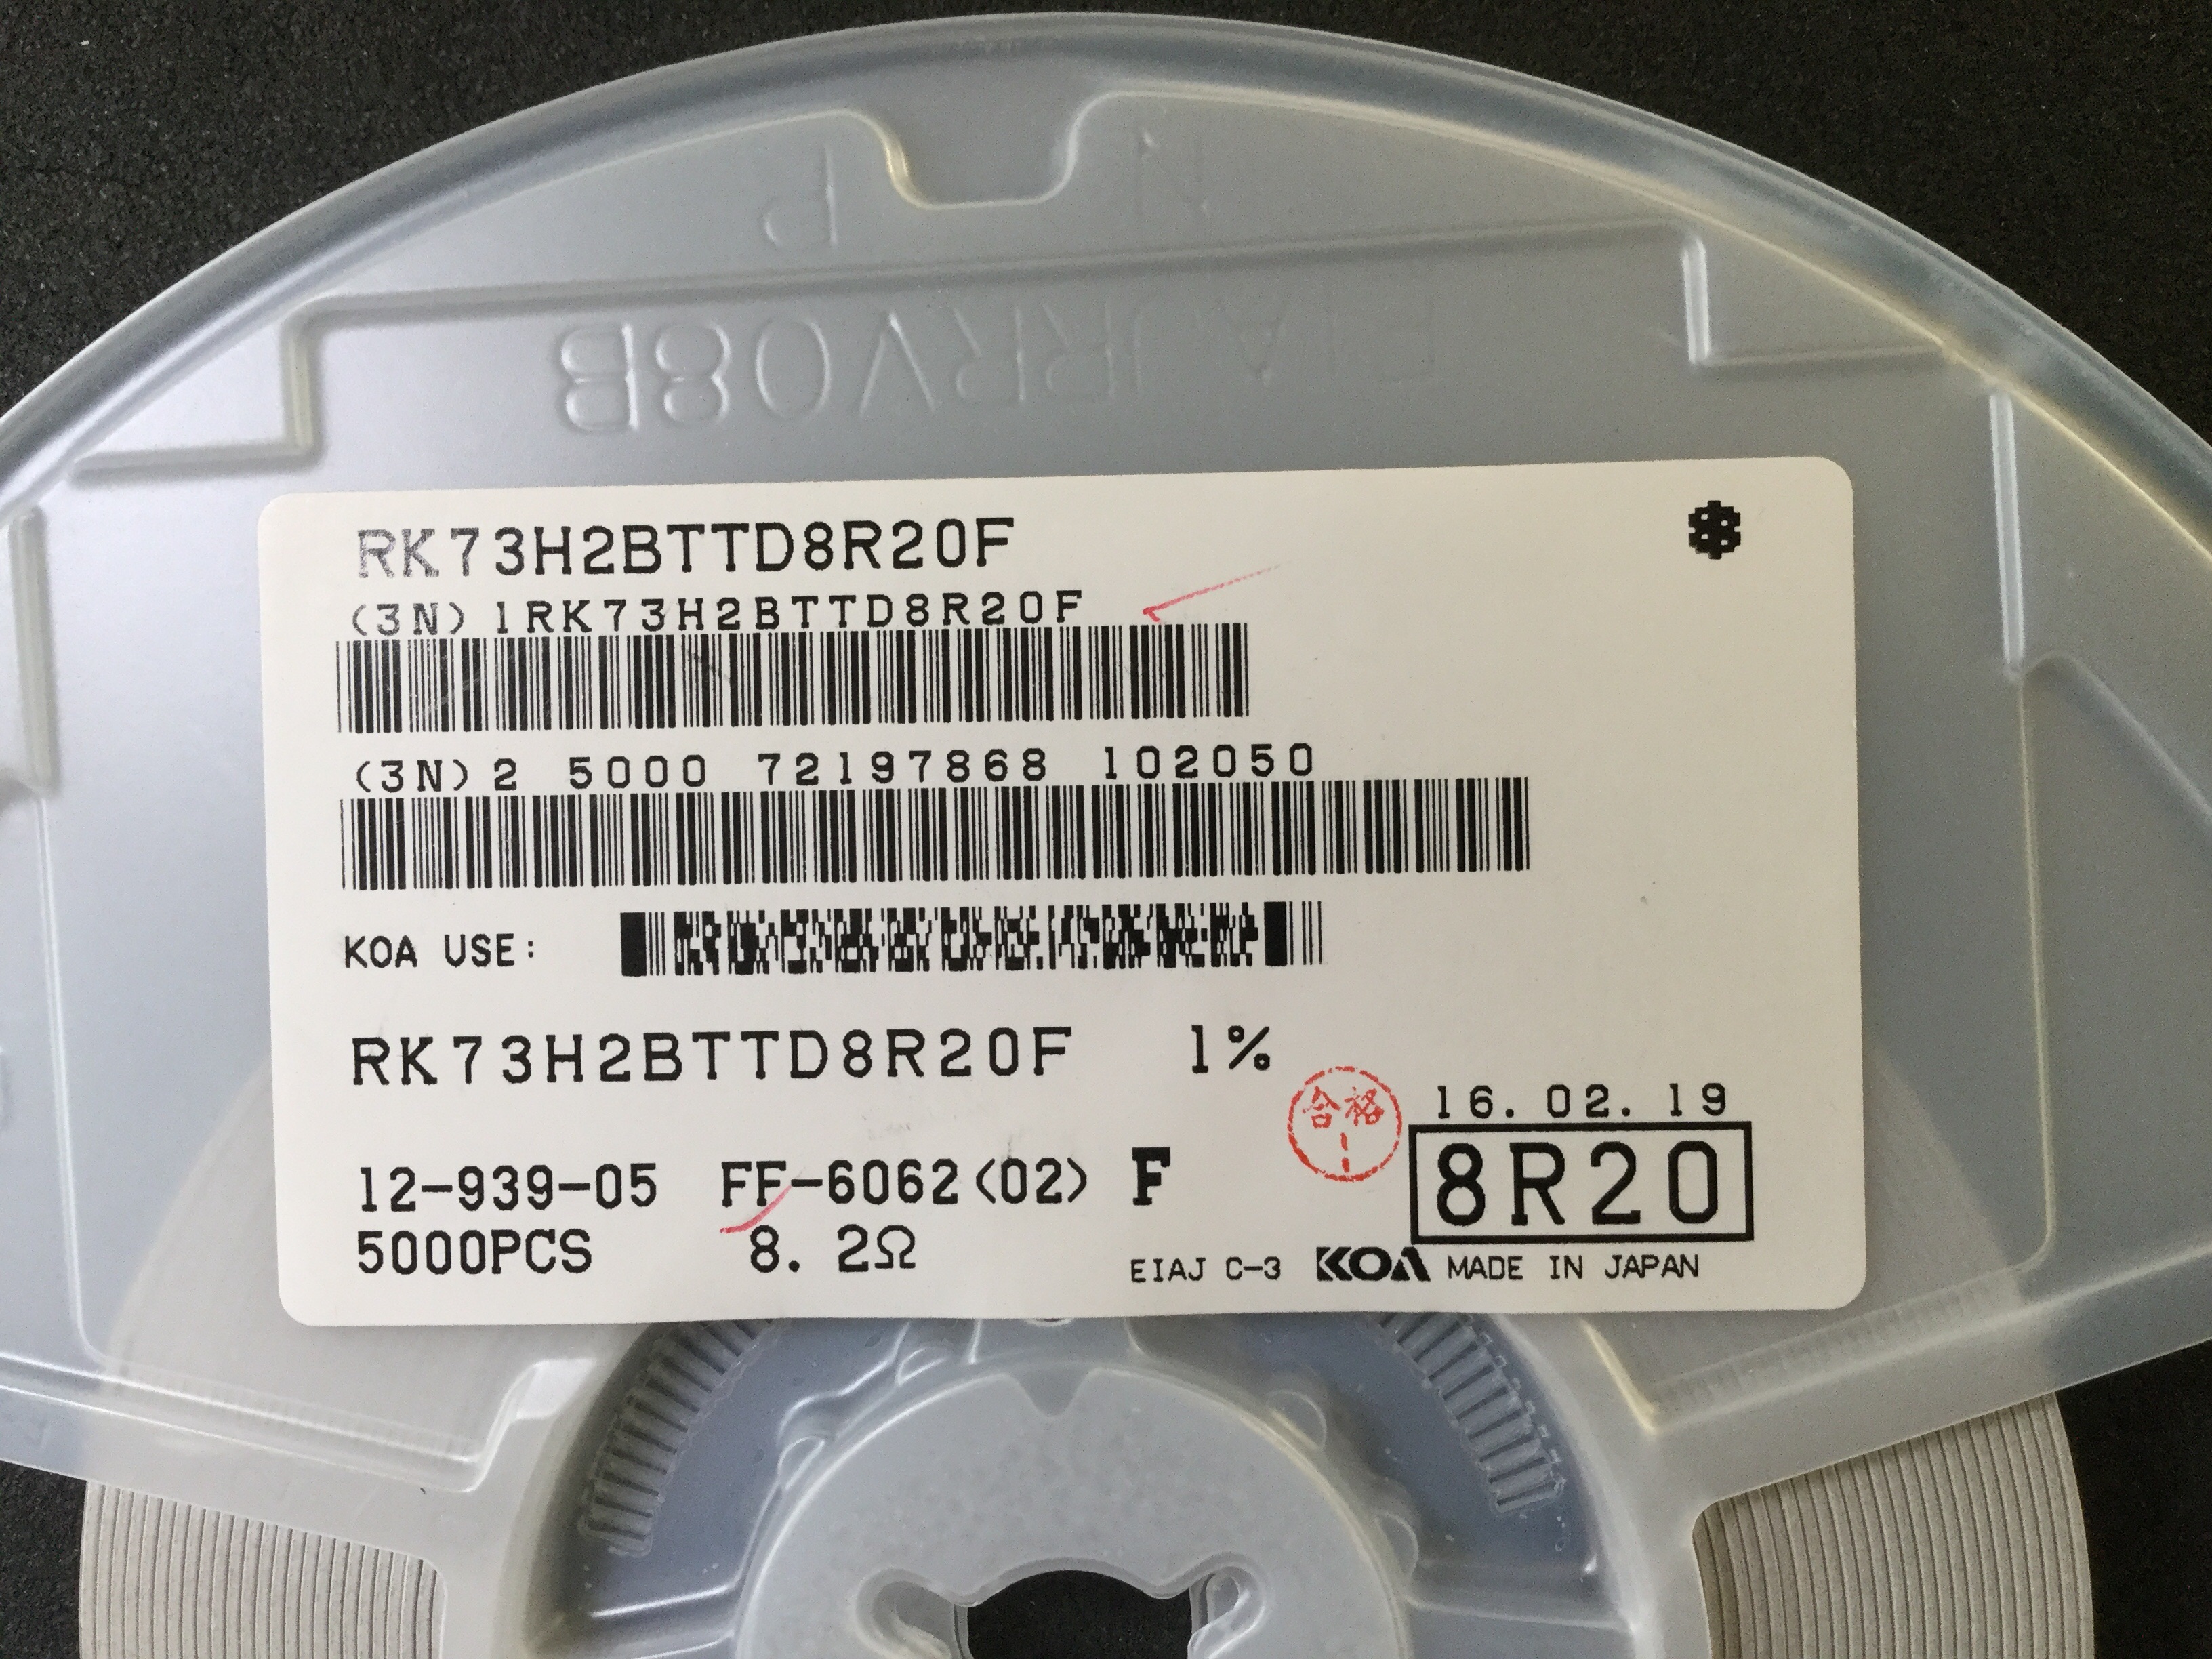 N P
EIAJRRV08B
RK73H2BTTD8R20F
(3N) 1RK73H2BTTD8R20F
(3N) 2 5000 72197868 102050
KOA USE:
RK73H2BTTD8R20F 1%
合格
1
16. 02. 19
12-939-05 FF-6062(02) F
8R20
5000PCS 8. 2Ω
EIAJ C-3 KOA MADE IN JAPAN